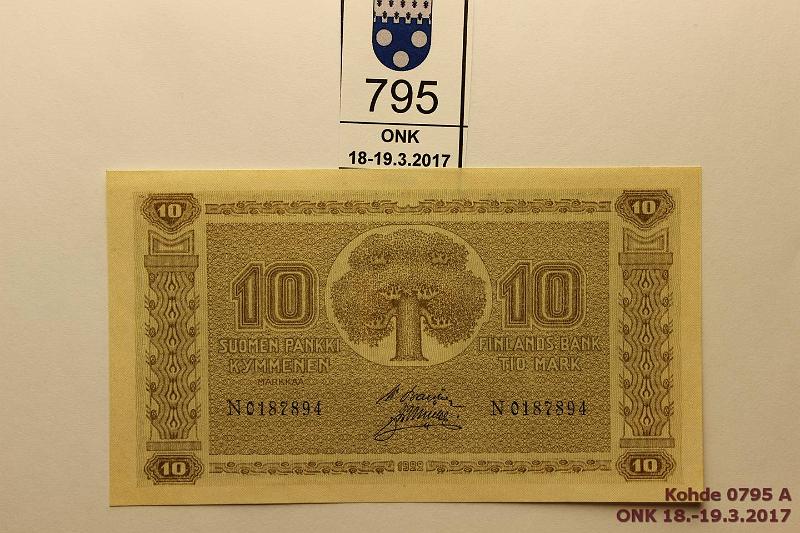 795
ONK
18-19.3.2017
10 10
10 10
SUOMEN PANKKI FINLANDS BANK
KYMMENEN TIO MARK
MARKKAA
N0187894 N0187894
10 1922 10
Kohde 0795 A
ONK 18.-19.3.2017